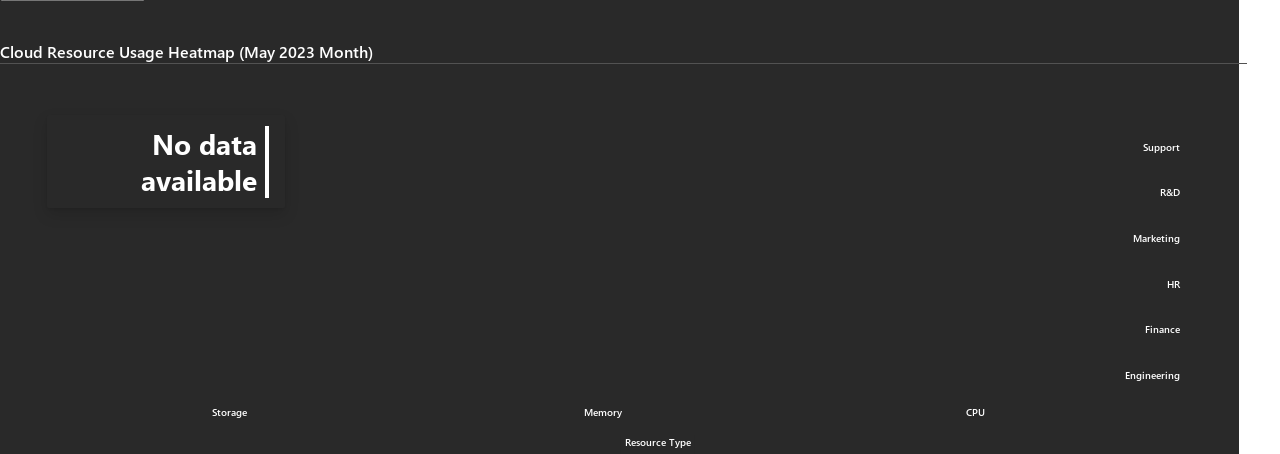 Cloud Resource Usage Heatmap (May 2023 Month)
No data
available
Support
R&D
Marketing
HR
Finance
Engineering
Storage
Memory
CPU
Resource Type